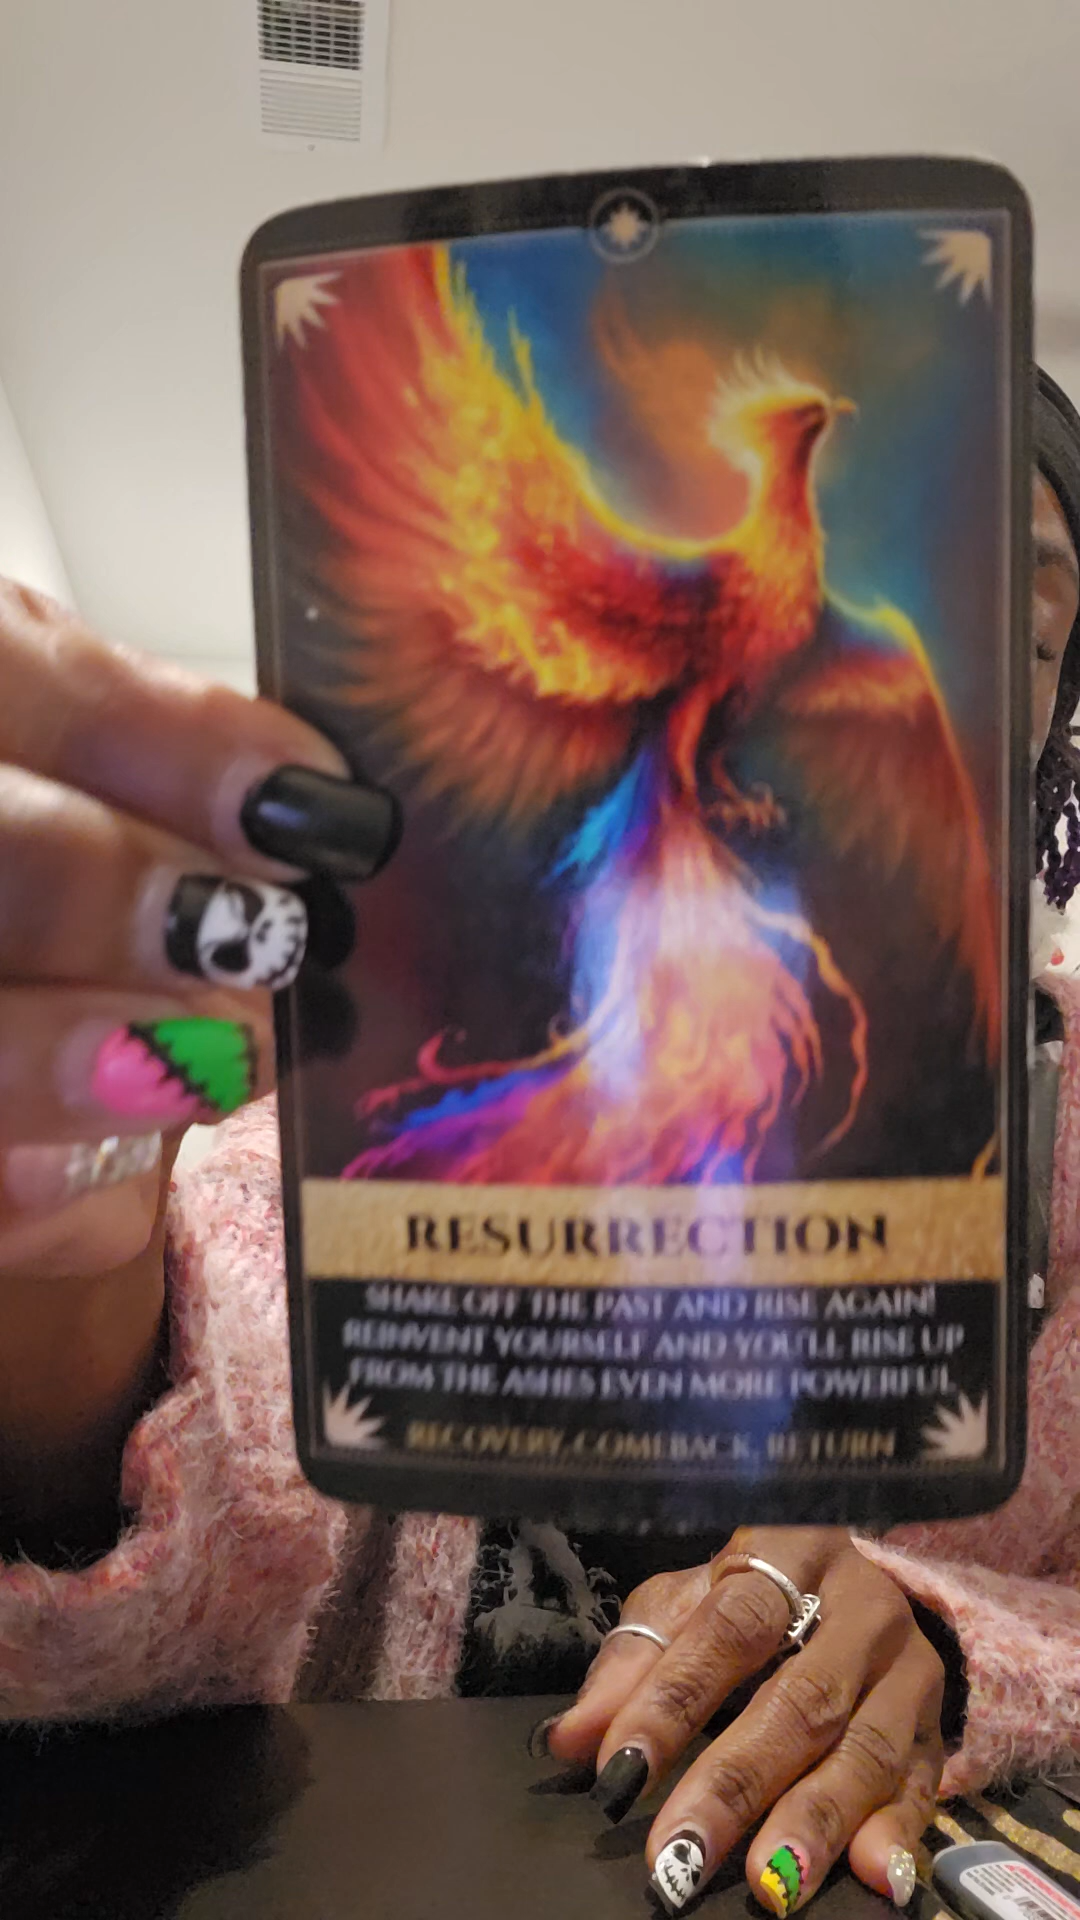 RESURRECTION
SHAKE OFF THE PAST AND RISE AGAIN!
REINVENT YOURSELF AND YOU'LL RISE UP
FROM THE ASHES EVEN MORE POWERFUL.
RECOVERY, COMEBACK, RETURN